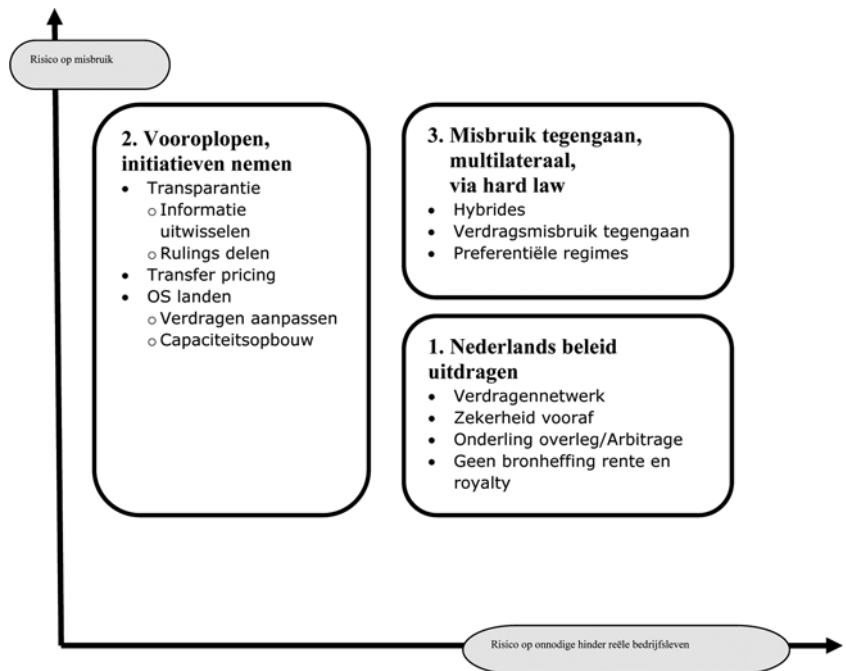 Risico op misbruik
2. Vooroplopen,
initiatieven nemen
• Transparantie
o Informatie
uitwisselen
o Rulings delen
• Transfer pricing
• OS landen
o Verdragen aanpassen
o Capaciteitsopbouw
3. Misbruik tegengaan,
multilateraal,
via hard law
• Hybrides
• Verdragsmisbruik tegengaan
• Preferentiële regimes
1. Nederlands beleid
uitdragen
• Verdragennetwerk
• Zekerheid vooraf
• Onderling overleg/Arbitrage
• Geen bronheffing rente en
royalty
Risico op onnodige hinder reële bedrijfsleven